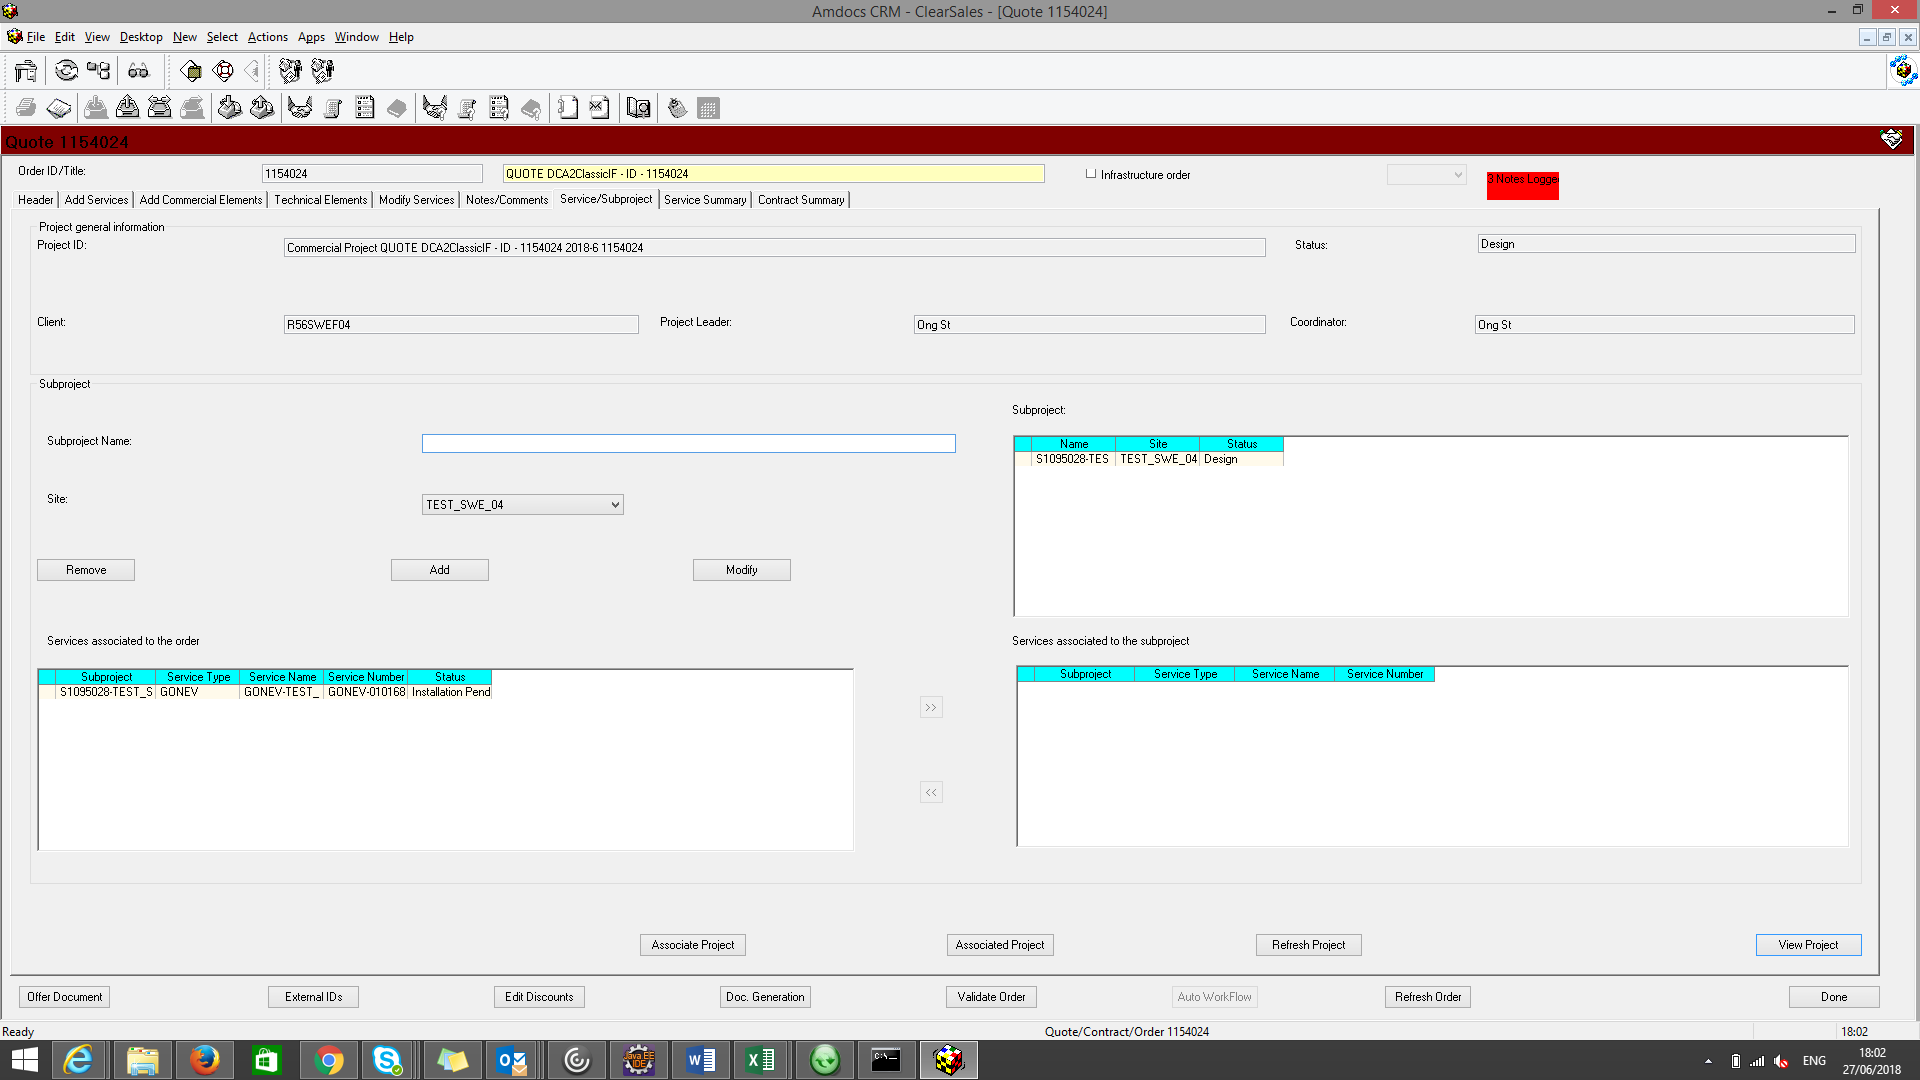 Amdocs CRM - ClearSales - [Quote 1154024]
File Edit View Desktop New Select Actions Apps Window Help
Quote 1154024
Order ID/Title: 1154024 QUOTE DCA2ClassicIF - ID - 1154024 Infrastructure order 3 Notes Logge
Header Add Services Add Commercial Elements Technical Elements Modify Services Notes/Comments Service/Subproject Service Summary Contract Summary
Project general information
Project ID: Commercial Project QUOTE DCA2ClassicIF - ID - 1154024 2018-6 1154024 Status: Design
Client: R56SWEF04 Project Leader: Ong St Coordinator: Ong St
Subproject
Subproject:
Subproject Name:
Name Site Status
S1095028-TES TEST_SWE_04 Design
Site: TEST_SWE_04
Remove Add Modify
Services associated to the order
Services associated to the subproject
Subproject Service Type Service Name Service Number Status
S1095028-TEST_S GONEV GONEV-TEST_ GONEV-010168 Installation Pend
Subproject Service Type Service Name Service Number
>>
<<
Associate Project Associated Project Refresh Project View Project
Offer Document External IDs Edit Discounts Doc. Generation Validate Order Auto WorkFlow Refresh Order Done
Ready Quote/Contract/Order 1154024 18:02
Java EE
IDE
C:\
ENG
18:02
27/06/2018